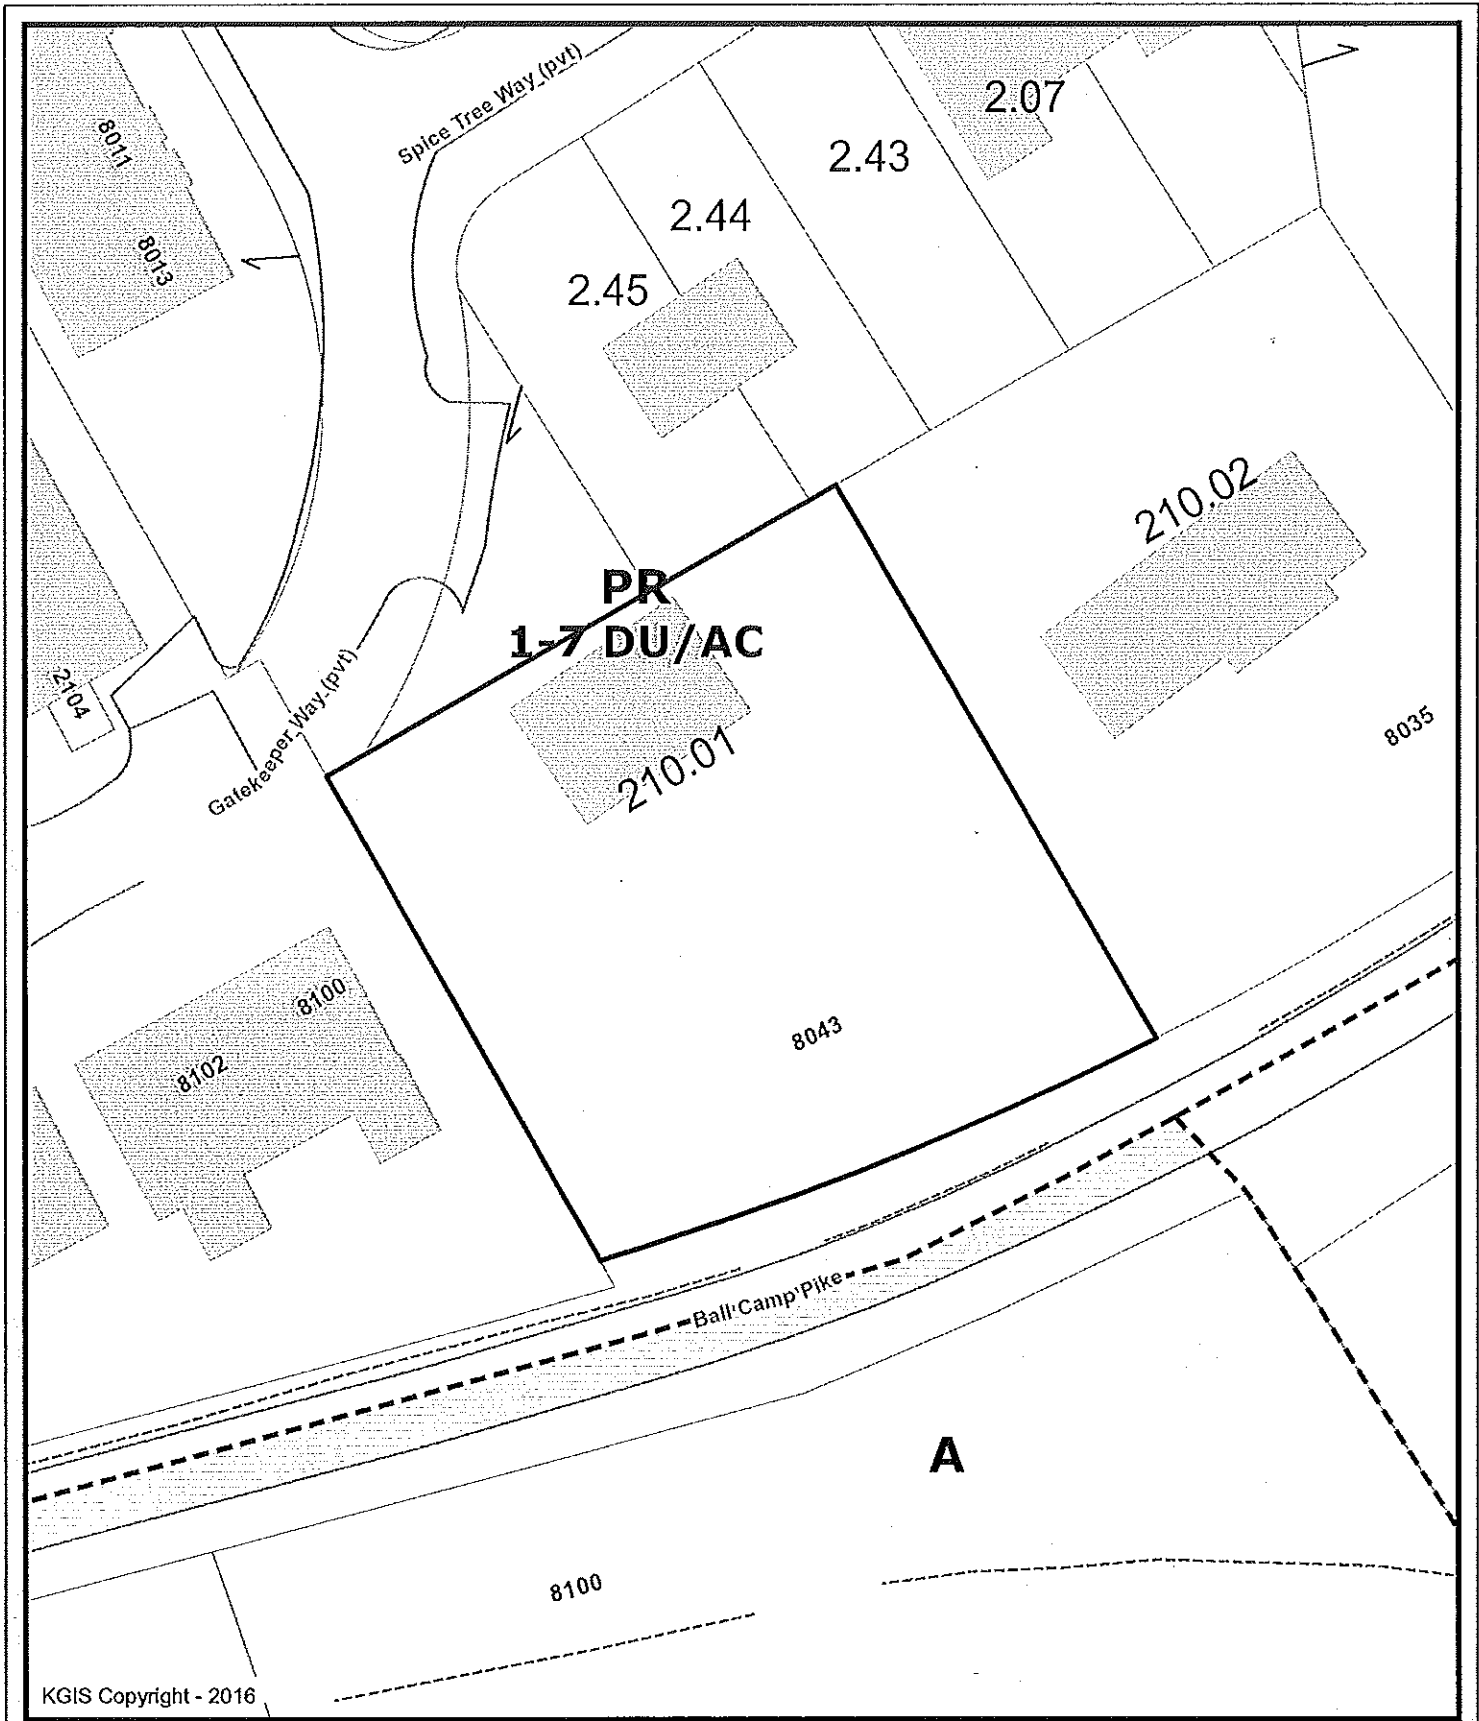 Spice Tree Way (pvt)
2.07
8011
2.43
2.44
8013
2.45
210.02
PR
1-7 DU/AC
2104
8035
Gatekeeper Way (pvt)
210.01
8100
8043
8102
Ball Camp Pike
A
8100
KGIS Copyright - 2016